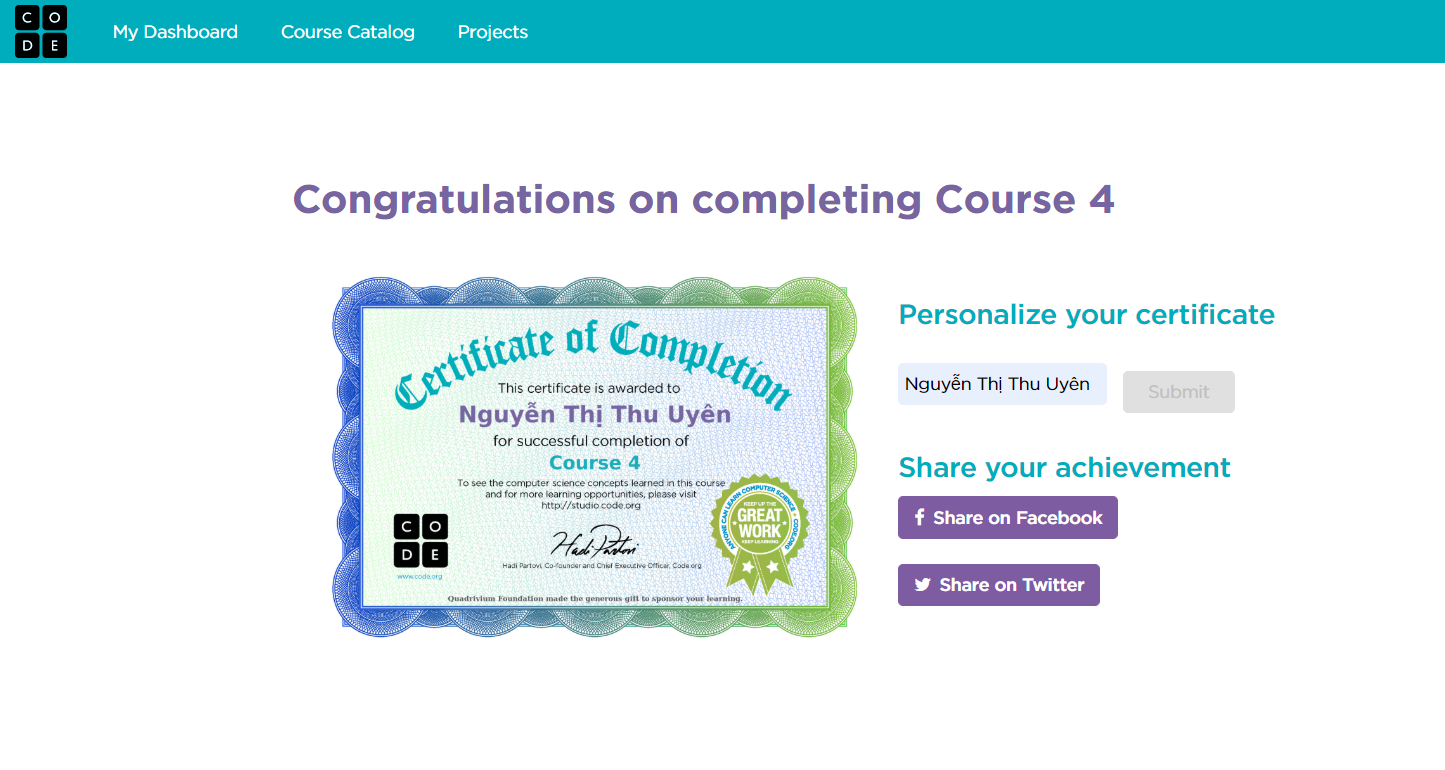 C O
D E
My Dashboard
Course Catalog
Projects
Congratulations on completing Course 4
Certificate of Completion
This certificate is awarded to
Nguyễn Thị Thu Uyên
for successful completion of
Course 4
To see the computer science concepts learned in this course
and for more learning opportunities, please visit
http://studio.code.org
C O
D E
www.code.org
Hadi Partovi
Hadi Partovi, Co-founder and Chief Executive Officer, Code.org
ANYONE CAN LEARN COMPUTER SCIENCE • CODE.ORG •
KEEP UP THE
GREAT
WORK
KEEP LEARNING
Quadrivium Foundation made the generous gift to sponsor your learning.
Personalize your certificate
Nguyễn Thị Thu Uyên
Submit
Share your achievement
Share on Facebook
Share on Twitter